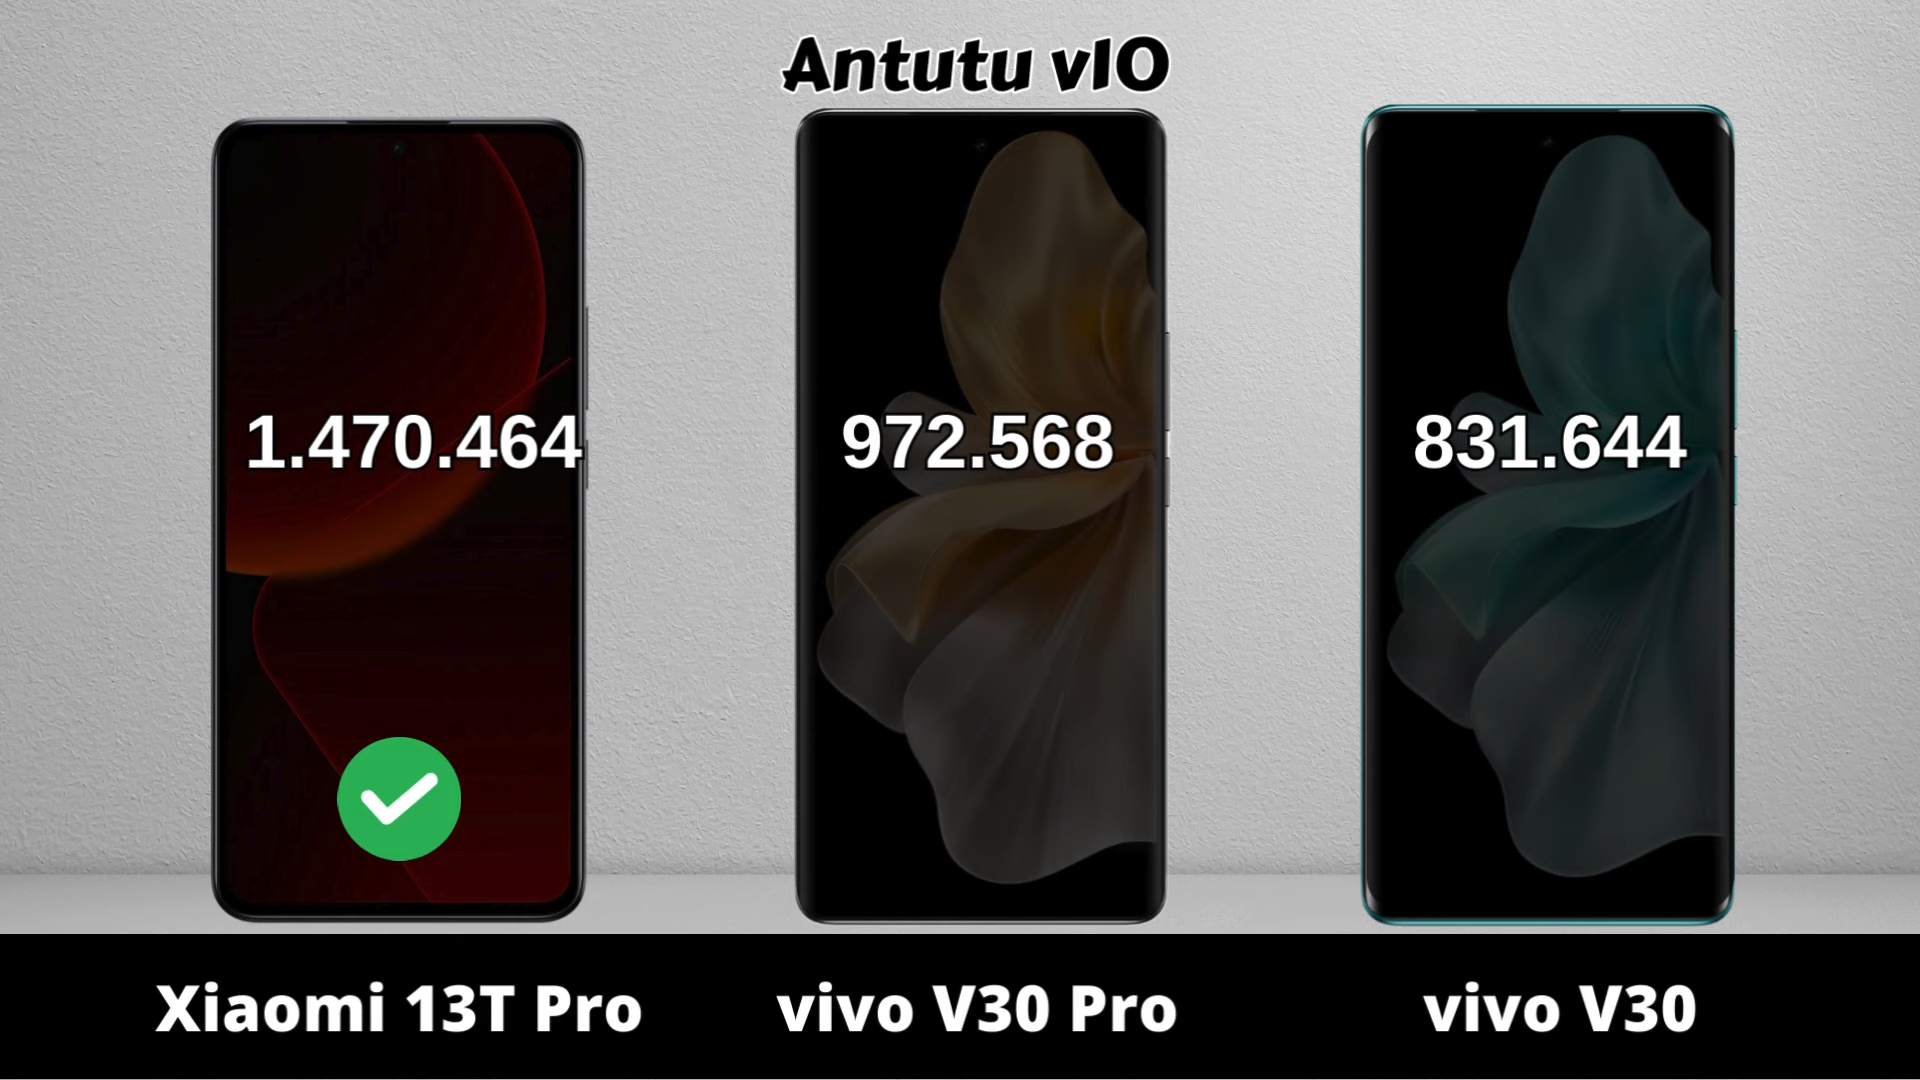 Antutu v10
1.470.464
972.568
831.644
Xiaomi 13T Pro
vivo V30 Pro
vivo V30